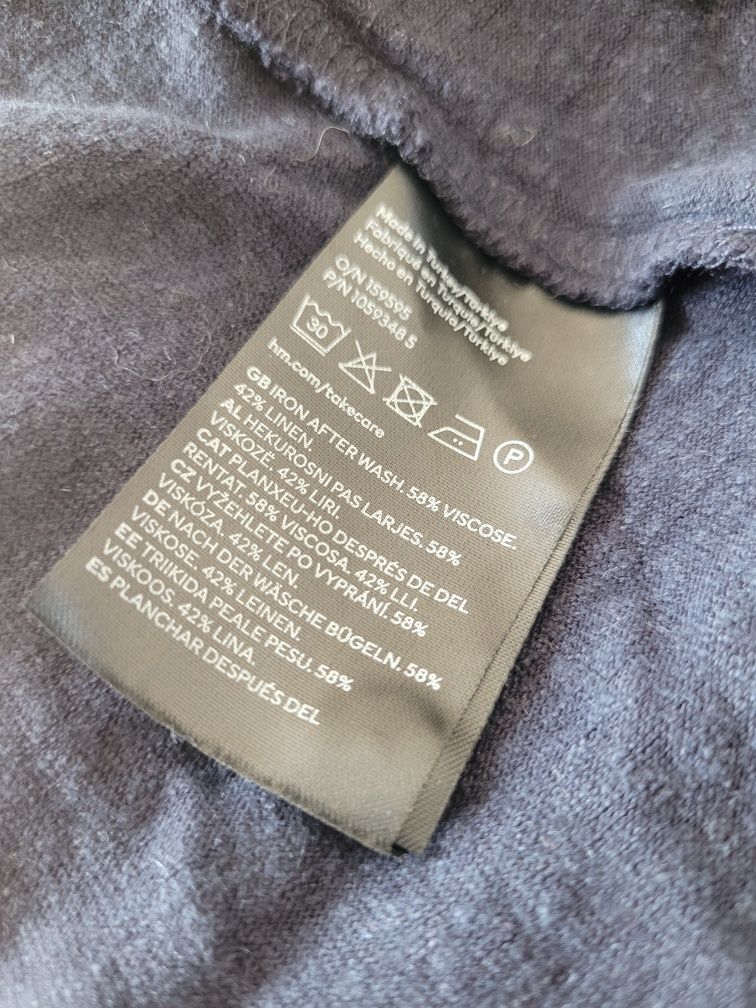 Made in Turkey/Türkiye
Fabriqué en Turquie/Türkiye
Hecho en Turquía/Türkiye
O/N 159595
P/N 1059348 5
30
P
hm.com/takecare
GB IRON AFTER WASH. 58% VISCOSE.
42% LINEN.
AL HEKUROSNI PAS LARJES. 58%
VISKOZË. 42% LIRI.
CAT PLANXEU-HO DESPRÉS DE DEL
RENTAT. 58% VISCOSA. 42% LLI.
CZ VYŽEHLETE PO VYPRÁNÍ. 58%
VISKÓZA. 42% LEN.
DE NACH DER WÄSCHE BÜGELN. 58%
VISKOSE. 42% LEINEN.
EE TRIIKIDA PEALE PESU. 58%
VISKOOS. 42% LINA.
ES PLANCHAR DESPUÉS DEL